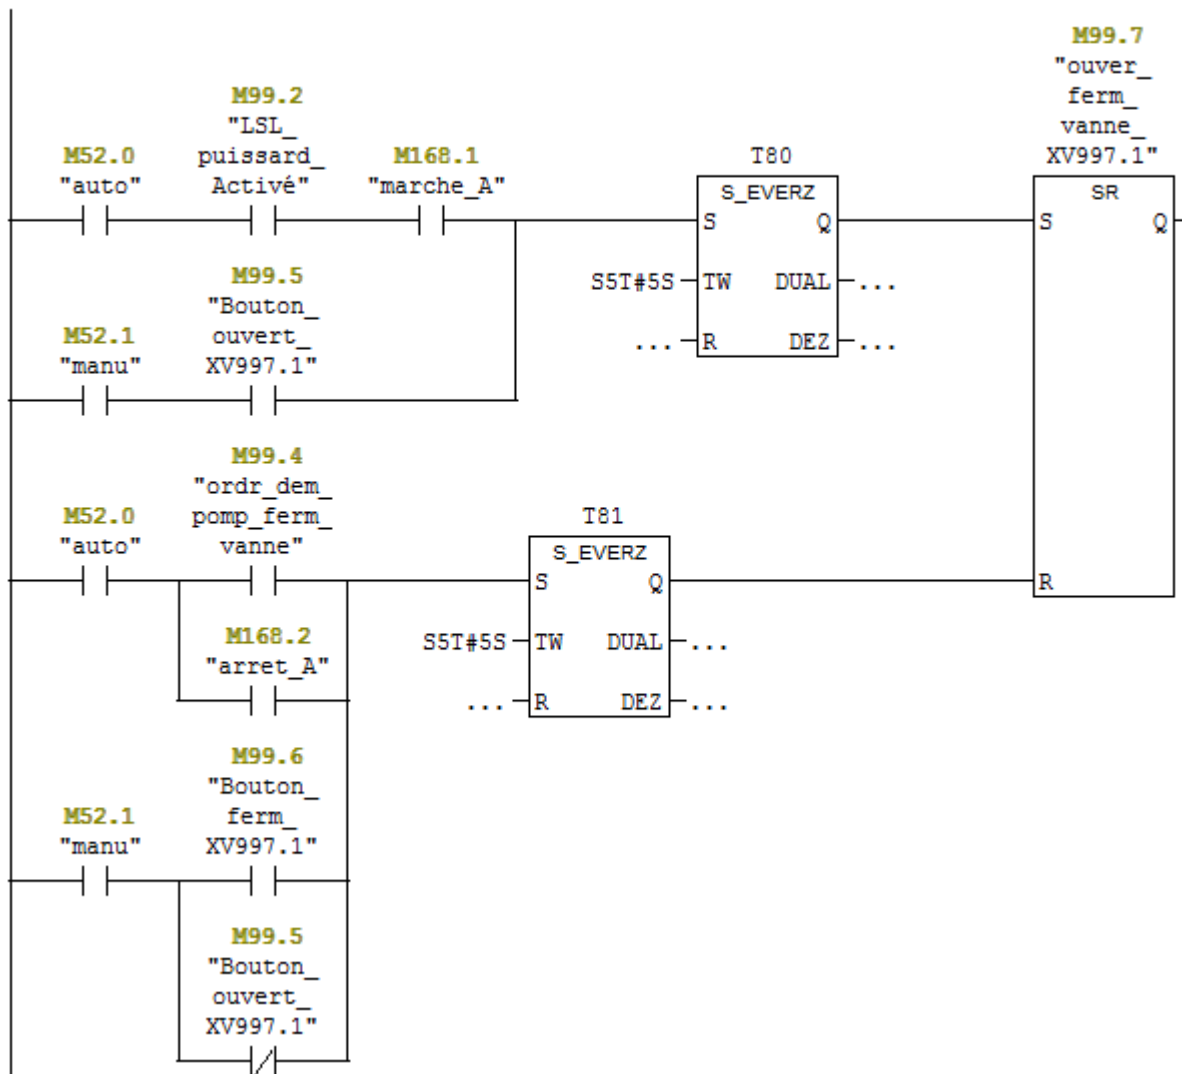 M99.7
"ouver_
ferm_
vanne_
XV997.1"
M99.2
"LSL_
puissard_
Activé"
M52.0
"auto"
M168.1
"marche_A"
T80
S_EVERZ
SR
S Q
S Q
S5T#5S TW DUAL ...
... R DEZ ...
M99.5
"Bouton_
ouvert_
XV997.1"
M52.1
"manu"
M99.4
"ordr_dem_
pomp_ferm_
vanne"
M52.0
"auto"
T81
S_EVERZ
S Q
R
S5T#5S TW DUAL ...
... R DEZ ...
M168.2
"arret_A"
M99.6
"Bouton_
ferm_
XV997.1"
M52.1
"manu"
M99.5
"Bouton_
ouvert_
XV997.1"